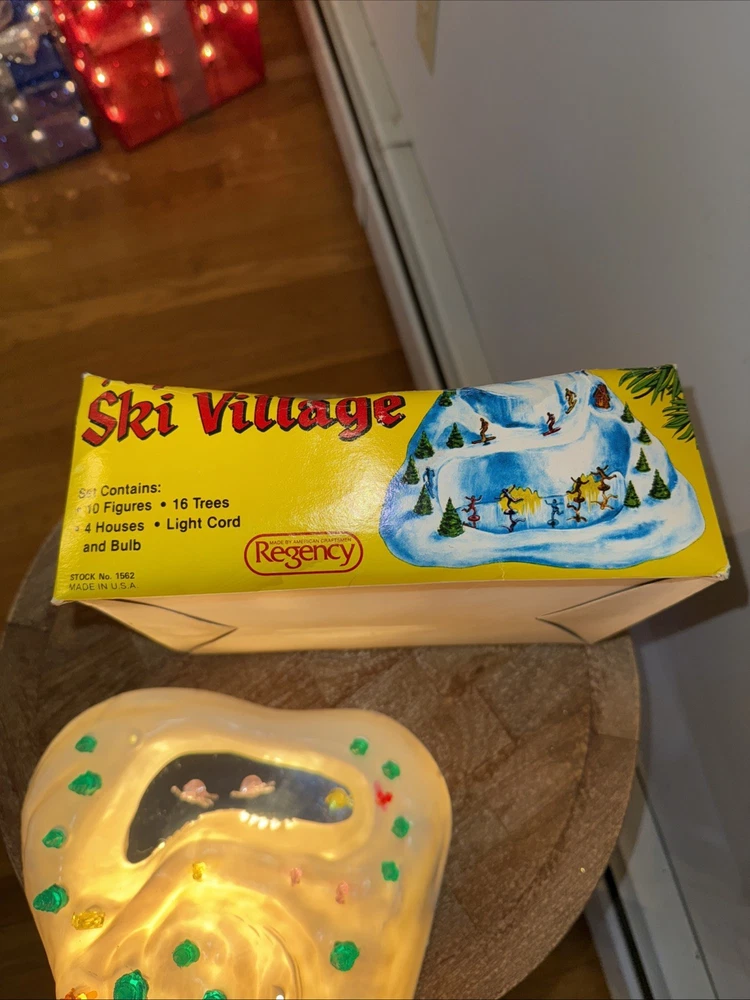 Ski Village
Set Contains:
• 10 Figures • 16 Trees
• 4 Houses • Light Cord
and Bulb
MADE BY AMERICAN CRAFTSMEN
Regency
STOCK No. 1562
MADE IN U.S.A.